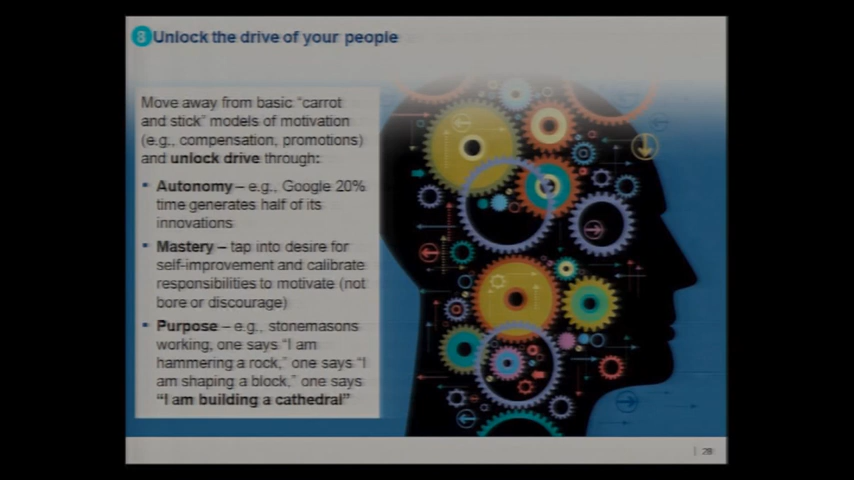 8 Unlock the drive of your people
Move away from basic “carrot
and stick” models of motivation
(e.g., compensation, promotions)
and unlock drive through:
▪ Autonomy – e.g., Google 20%
time generates half of its
innovations
▪ Mastery – tap into desire for
self-improvement and calibrate
responsibilities to motivate (not
bore or discourage)
▪ Purpose – e.g., stonemasons
working, one says “I am
hammering a rock,” one says “I
am shaping a block,” one says
“I am building a cathedral”
| 28